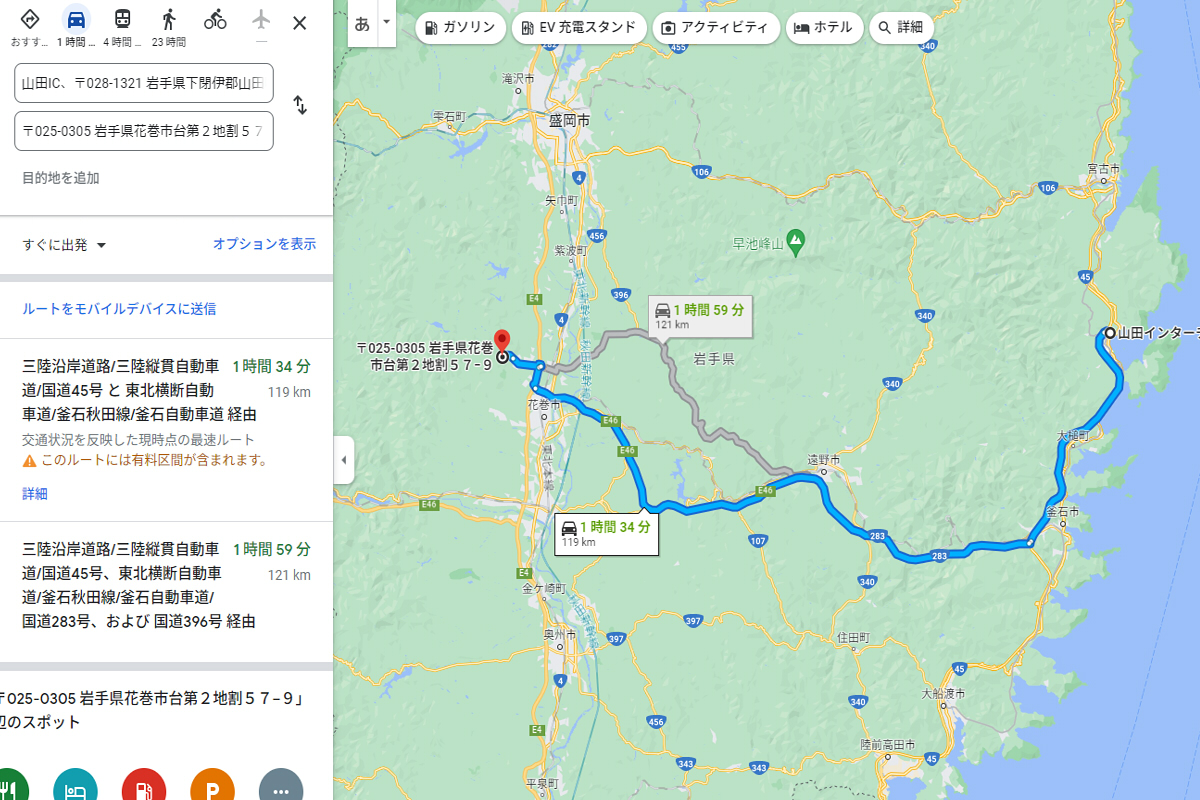 おすす…
1 時間 …
4 時間 …
23 時間
—
山田IC、〒028-1321 岩手県下閉伊郡山田
〒025-0305 岩手県花巻市台第２地割５７
目的地を追加
すぐに出発
オプションを表示
ルートをモバイルデバイスに送信
三陸沿岸道路/三陸縦貫自動車
道/国道45号 と 東北横断自動
車道/釜石秋田線/釜石自動車道 経由
1 時間 34 分
119 km
交通状況を反映した現時点の最速ルート
このルートには有料区間が含まれます。
詳細
三陸沿岸道路/三陸縦貫自動車
道/国道45号、東北横断自動車
道/釜石秋田線/釜石自動車道/
国道283号、および 国道396号 経由
1 時間 59 分
121 km
〒025-0305 岩手県花巻市台第２地割５７−９」
辺のスポット
P
あ
ガソリン
EV 充電スタンド
アクティビティ
ホテル
詳細
455
340
滝沢市
雫石町
盛岡市
106
106
宮古市
4
矢巾町
456
早池峰山
紫波町
45
E4
396
4
340
1 時間 59 分
121 km
山田インター
〒025-0305 岩手県花巻
市台第２地割５７−９
岩手県
340
花巻市
E46
大槌町
E46
遠野市
E46
E46
釜石市
1 時間 34 分
119 km
107
283
283
E4
340
金ケ崎町
397
397
奥州市
住田町
45
4
大船渡市
340
456
E4
陸前高田市
343
343
45
平泉町